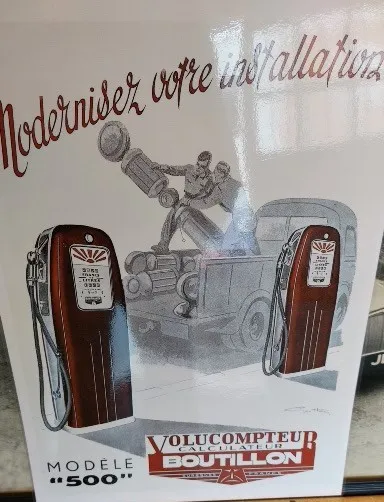 Modernisez votre installation
VOLUCOMPTEUR
CALCULATEUR
BOUTILLON
MODÈLE
"500"